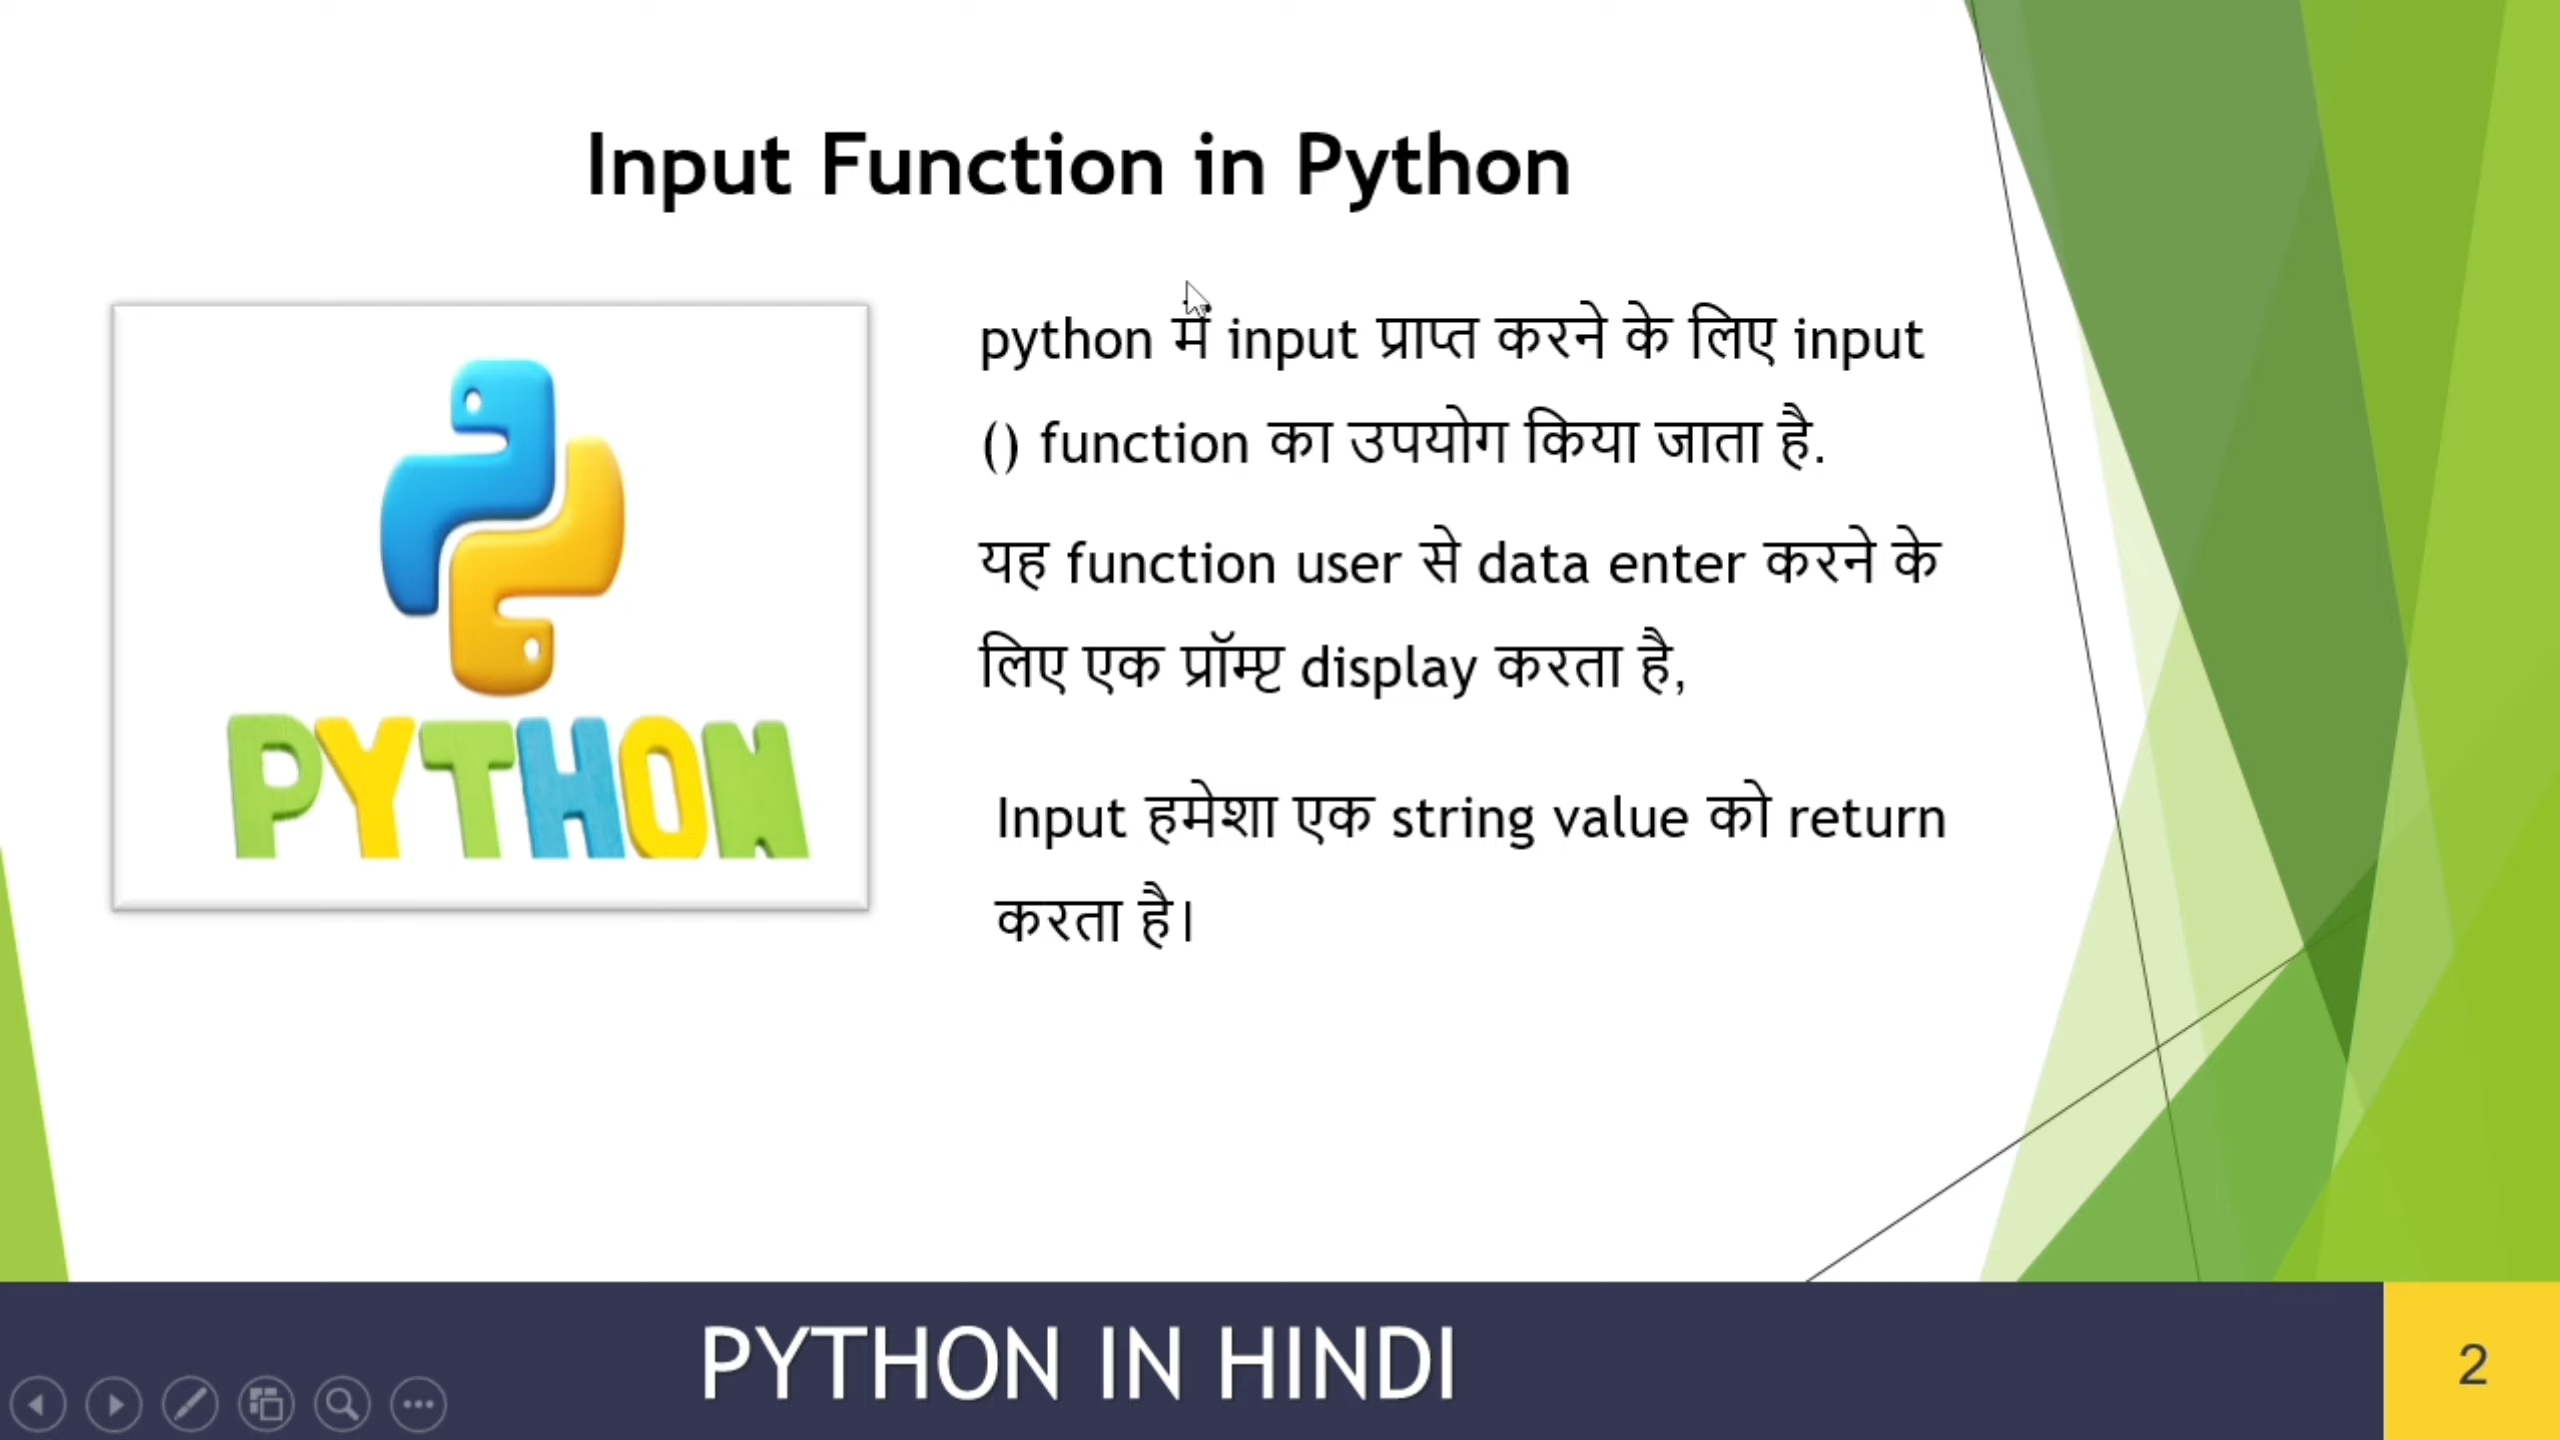 Input Function in Python
python में input प्राप्त करने के लिए input
() function का उपयोग किया जाता है.
यह function user से data enter करने के
लिए एक प्रॉम्प्ट display करता है,
Input हमेशा एक string value को return
करता है।
PYTHON
PYTHON IN HINDI
2